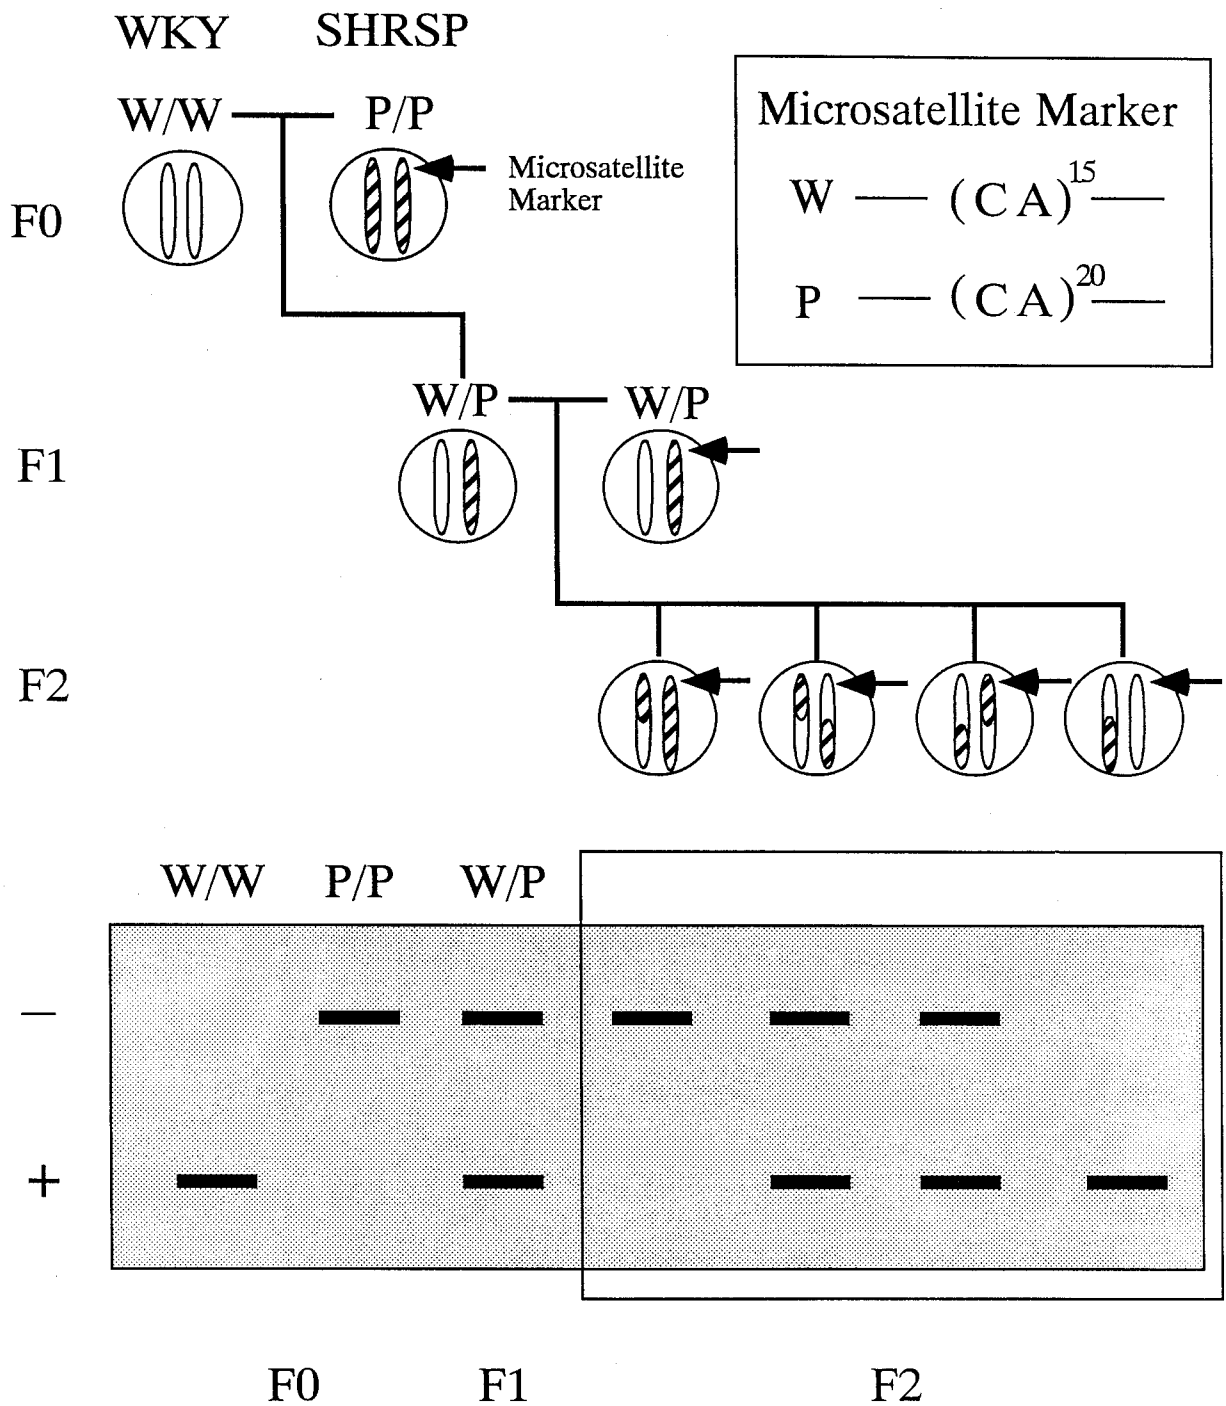 WKY SHRSP
W/W P/P
Microsatellite
Marker
F0
Microsatellite Marker
W — (CA)15 —
P — (CA)20 —
W/P W/P
F1
F2
W/W P/P W/P
−
+
F0 F1 F2